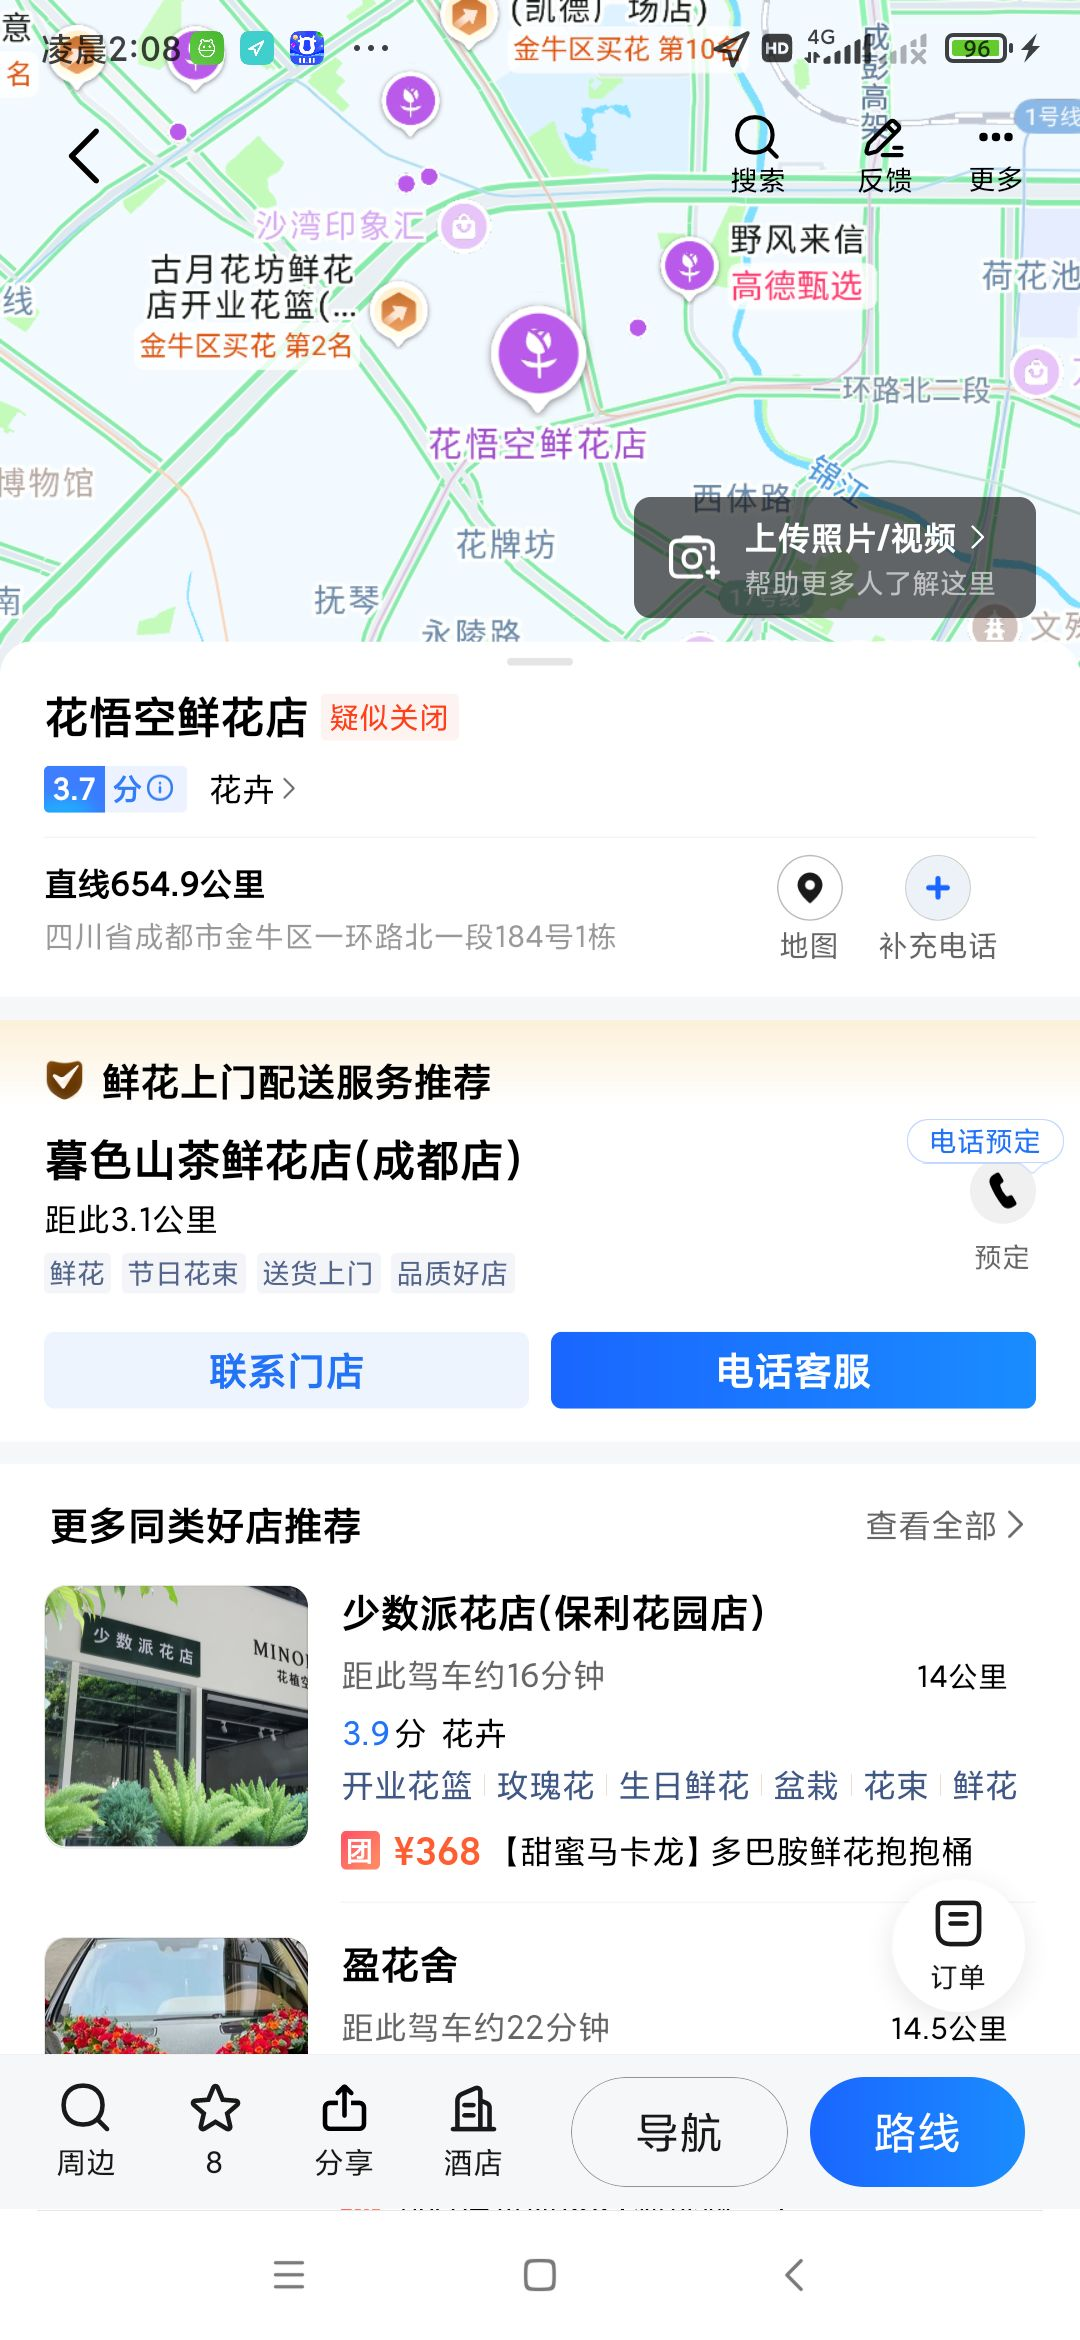 意
(凯德广场店)
凌晨2:08
11.11
HD
4G
96
名
金牛区买花 第10名
成彭高架
1号线
搜索
反馈
更多
沙湾印象汇
野风来信
古月花坊鲜花
店开业花篮(...
高德甄选
荷花池
线
金牛区买花 第2名
一环路北二段
花悟空鲜花店
博物馆
锦江
西体路
上传照片/视频
花牌坊
帮助更多人了解这里
17号线
南
抚琴
永陵路
文殊
花悟空鲜花店 疑似关闭
3.7 分 花卉
直线654.9公里
四川省成都市金牛区一环路北一段184号1栋
地图
补充电话
鲜花上门配送服务推荐
暮色山茶鲜花店(成都店)
电话预定
距此3.1公里
鲜花 节日花束 送货上门 品质好店
预定
联系门店
电话客服
更多同类好店推荐
查看全部
少数派花店
MINO
花植空
少数派花店(保利花园店)
距此驾车约16分钟
14公里
3.9分 花卉
开业花篮 玫瑰花 生日鲜花 盆栽 花束 鲜花
团 ¥368 【甜蜜马卡龙】多巴胺鲜花抱抱桶
盈花舍
订单
距此驾车约22分钟
14.5公里
周边
8
分享
酒店
导航
路线